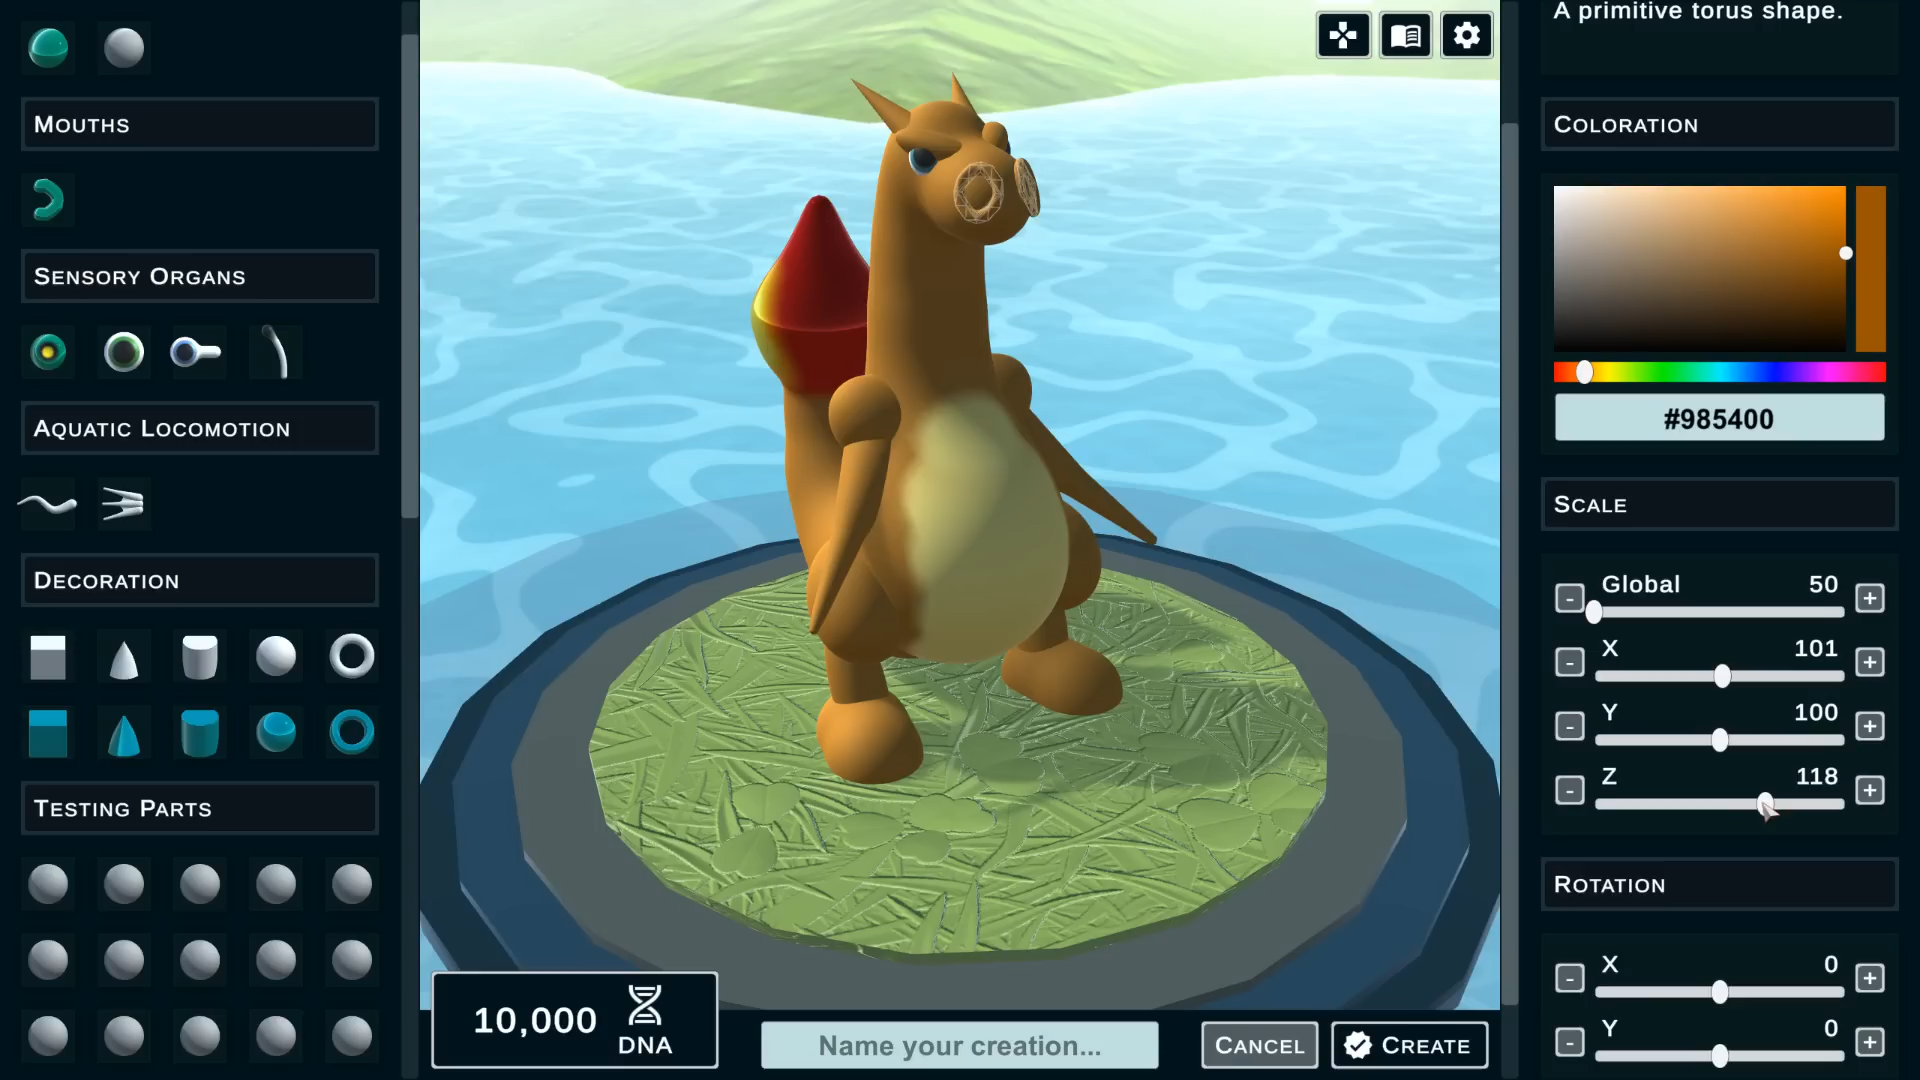 MOUTHS
SENSORY ORGANS
AQUATIC LOCOMOTION
DECORATION
TESTING PARTS
10,000
DNA
Name your creation...
CANCEL
CREATE
A primitive torus shape.
COLORATION
#985400
SCALE
- Global 50 +
- X 101 +
- Y 100 +
- Z 118 +
ROTATION
- X 0 +
- Y 0 +